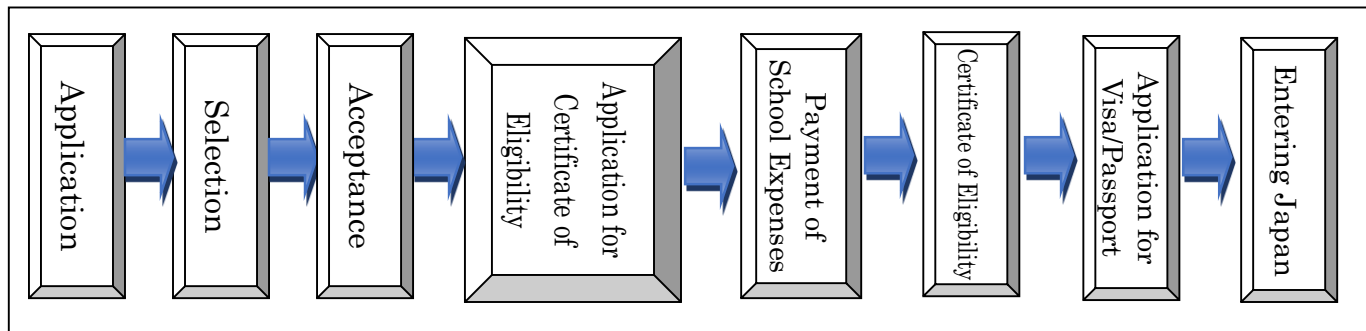 Application
Selection
Acceptance
Application for
Certificate of
Eligibility
Payment of
School Expenses
Certificate of Eligibility
Application for
Visa/Passport
Entering Japan